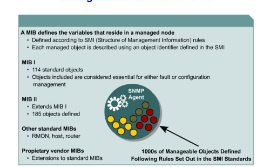 A MIB defines the variables that reside in a managed node
• Defined according to SMI (Structure of Management Information) rules
• Each managed object is described using an object identifier defined in the SMI
MIB I
• 114 standard objects
• Objects included are considered essential for either fault or configuration
management
MIB II
• Extends MIB I
• 185 objects defined
Other standard MIBs
• RMON, host, router
Propietary vendor MIBs
• Extensions to standard MIBs
SNMP
Agent
1000s of Manageable Objects Defined
Following Rules Set Out in the SMI Standards